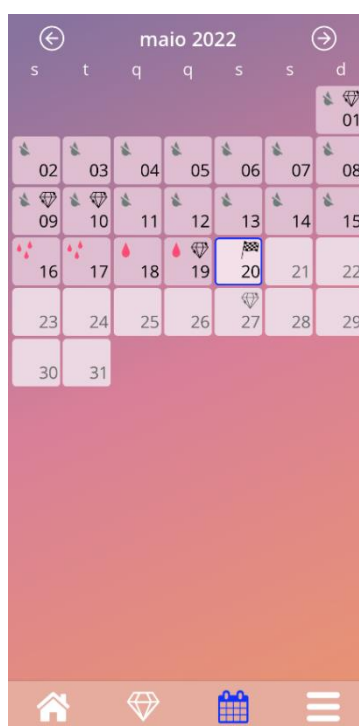 maio 2022
s t q q s s d
01
02 03 04 05 06 07 08
09 10 11 12 13 14 15
16 17 18 19 20 21 22
23 24 25 26 27 28 29
30 31